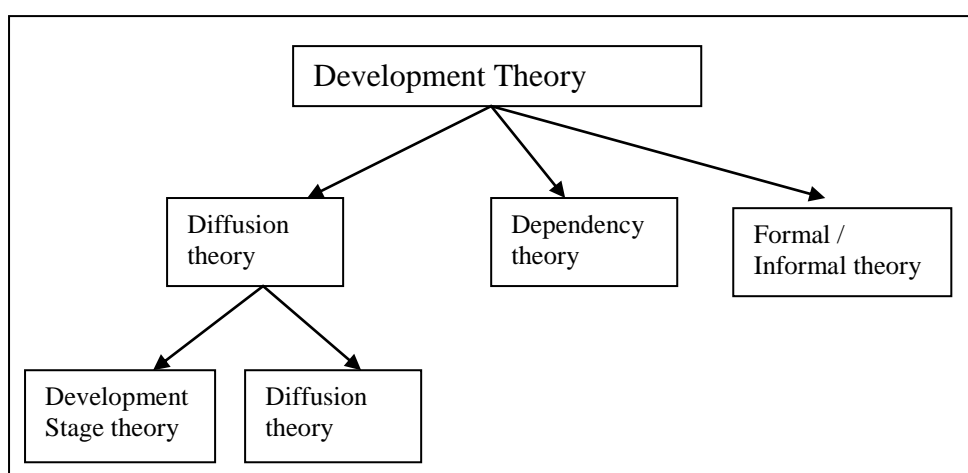 Development Theory
Diffusion
theory
Dependency
theory
Formal /
Informal theory
Development
Stage theory
Diffusion
theory